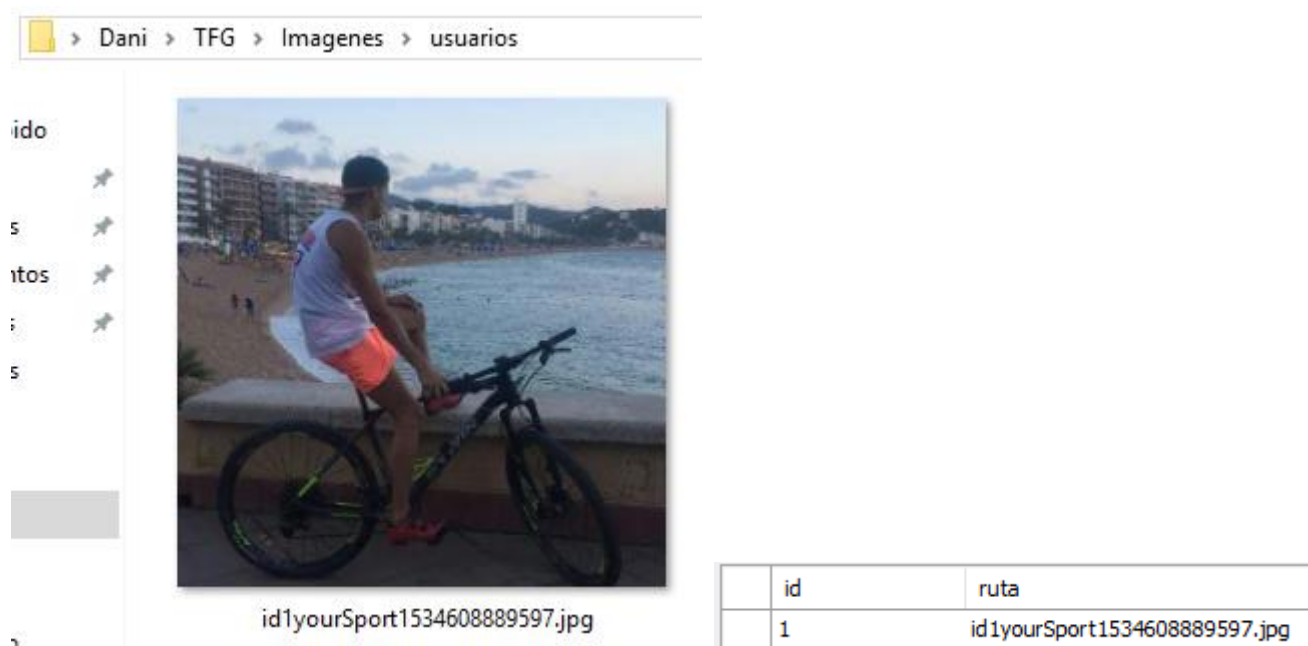 Dani > TFG > Imagenes > usuarios
ido
s
ntos
s
id1yourSport1534608889597.jpg
id ruta
1 id1yourSport1534608889597.jpg